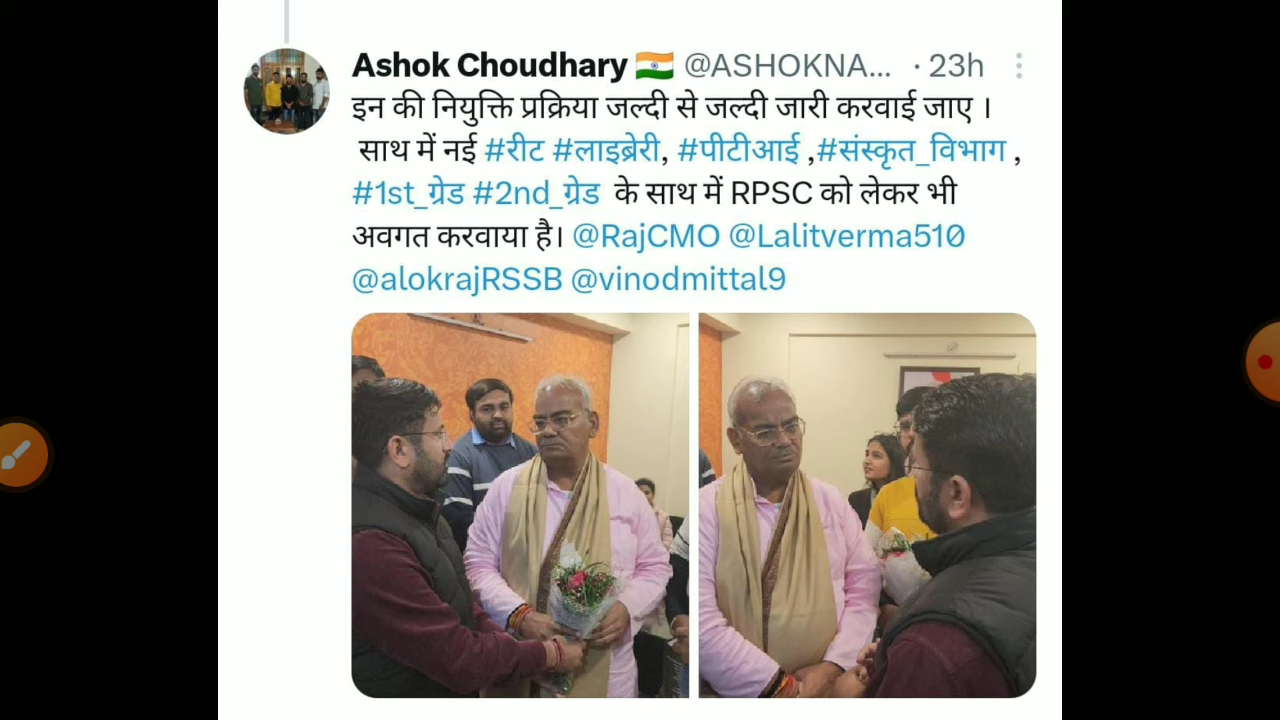 Ashok Choudhary 🇮🇳 @ASHOKNA... · 23h
इन की नियुक्ति प्रक्रिया जल्दी से जल्दी जारी करवाई जाए ।
साथ में नई #रीट #लाइब्रेरी, #पीटीआई ,#संस्कृत_विभाग ,
#1st_ग्रेड #2nd_ग्रेड के साथ में RPSC को लेकर भी
अवगत करवाया है। @RajCMO @Lalitverma510
@alokrajRSSB @vinodmittal9